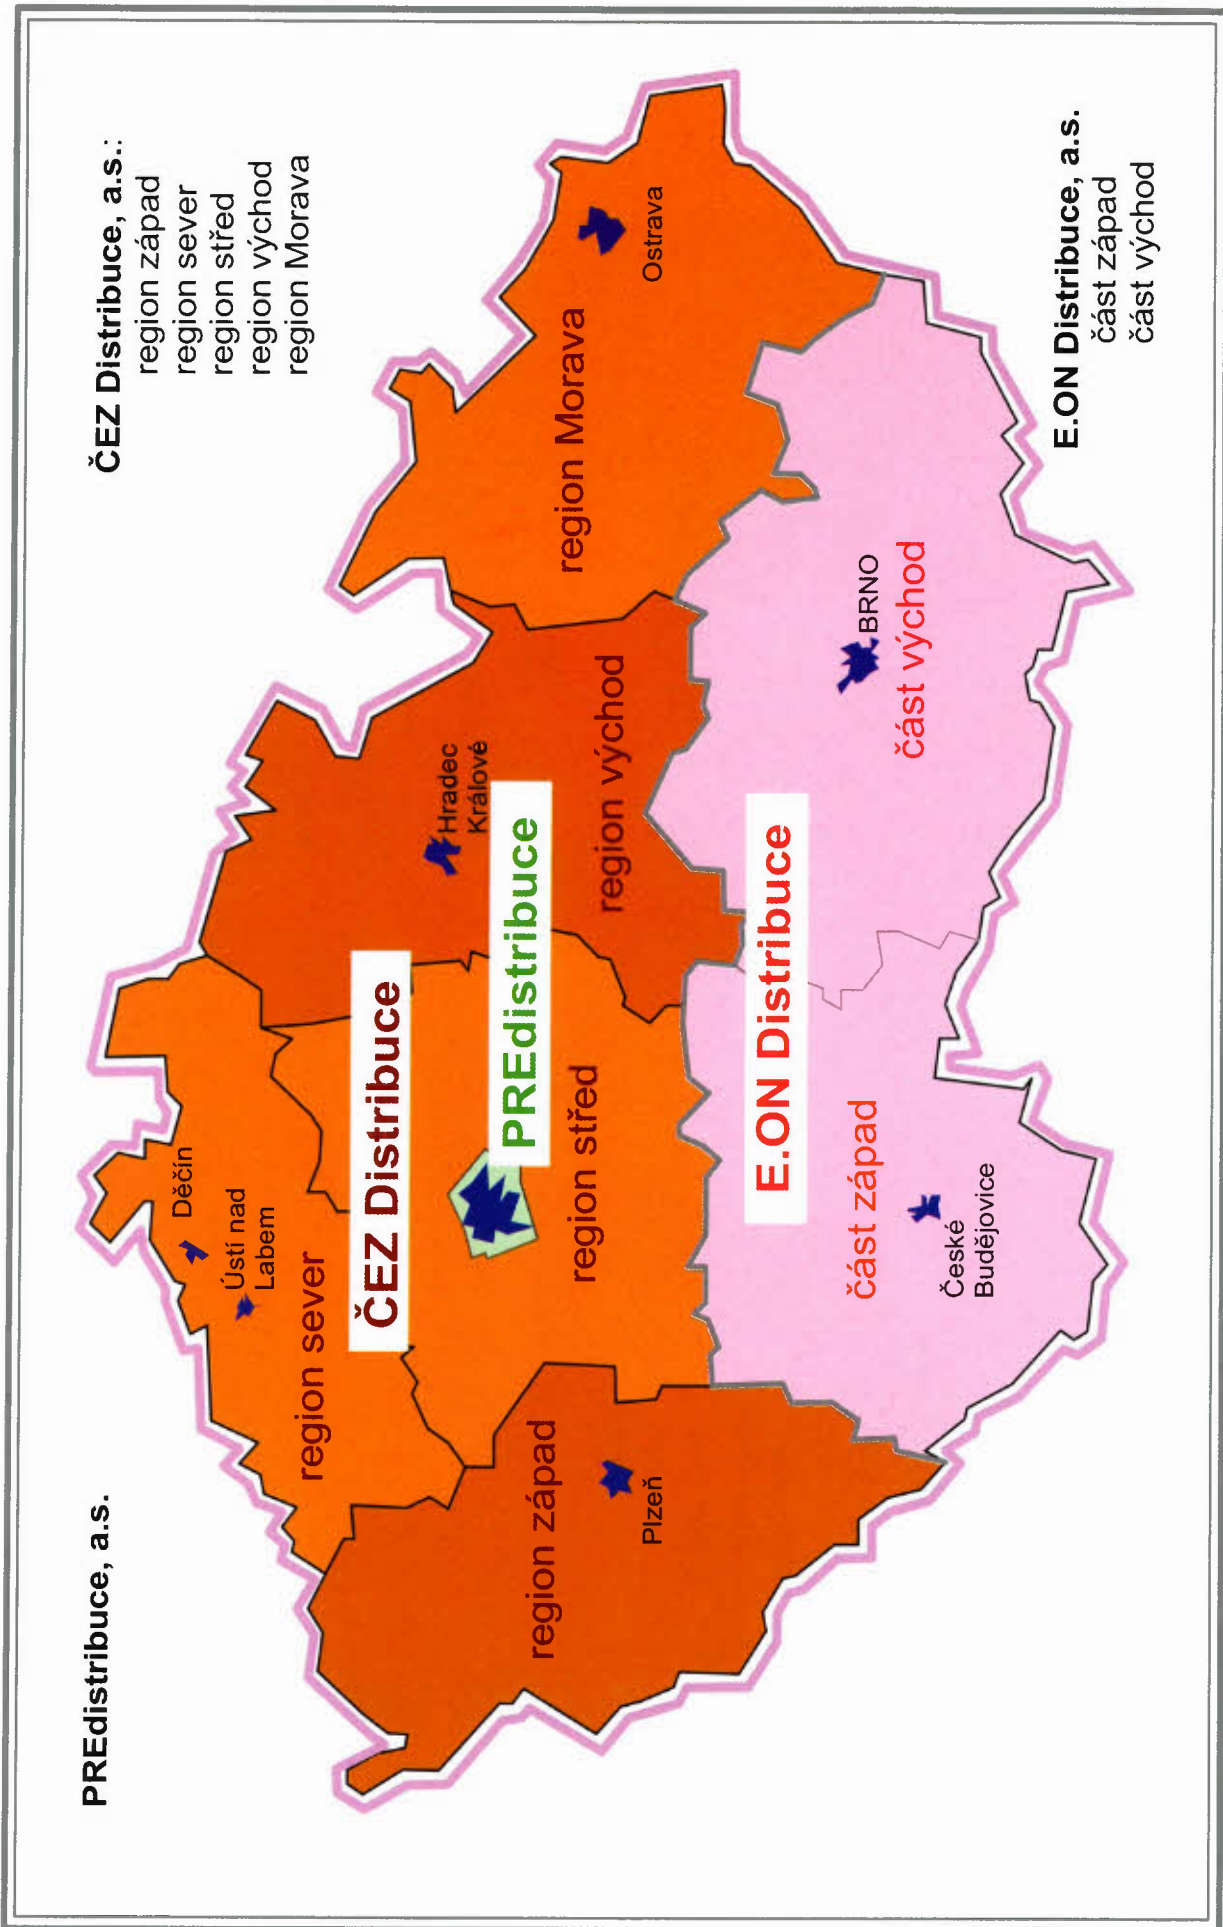 PREdistribuce, a.s.
ČEZ Distribuce, a.s.:
region západ
region sever
region střed
region východ
region Morava
Děčín
Ústí nad
Labem
region sever
ČEZ Distribuce
Hradec
Králové
PREdistribuce
region západ
Plzeň
region střed
region východ
region Morava
Ostrava
E.ON Distribuce
část západ
České
Budějovice
BRNO
část východ
E.ON Distribuce, a.s.
část západ
část východ